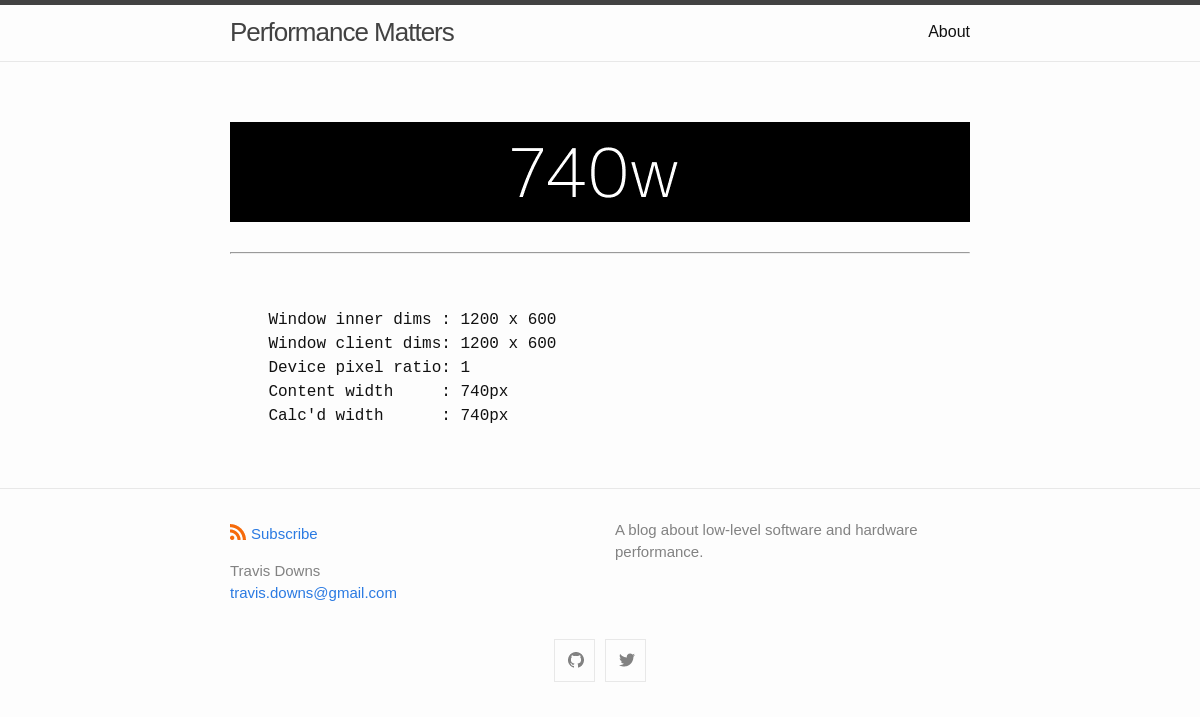 Performance Matters
About
740w
Window inner dims : 1200 x 600
Window client dims: 1200 x 600
Device pixel ratio: 1
Content width     : 740px
Calc'd width      : 740px
Subscribe
A blog about low-level software and hardware
performance.
Travis Downs
travis.downs@gmail.com